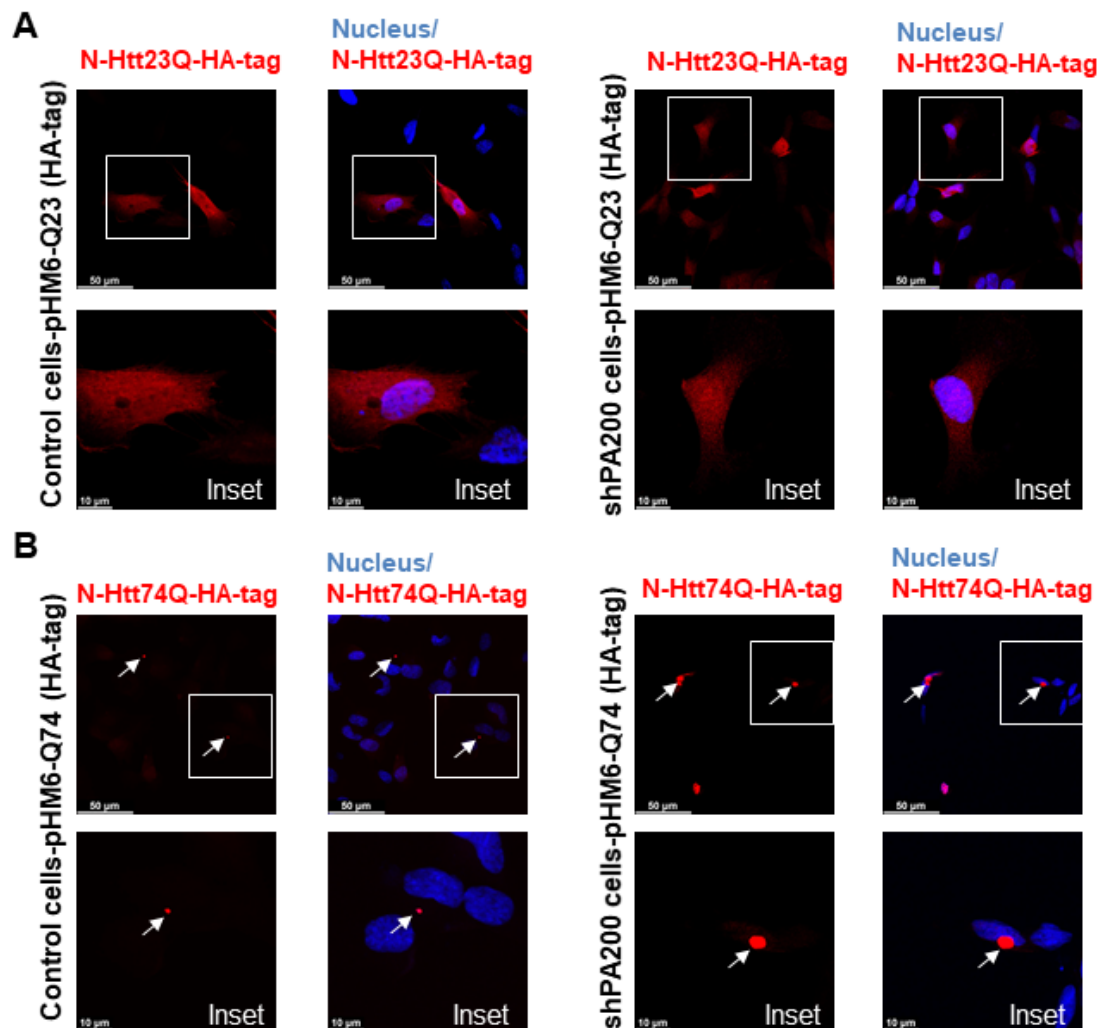 A
Nucleus/
N-Htt23Q-HA-tag
N-Htt23Q-HA-tag
Control cells-pHM6-Q23 (HA-tag)
50 µm
50 µm
10 µm
Inset
10 µm
Inset
Nucleus/
N-Htt23Q-HA-tag
N-Htt23Q-HA-tag
shPA200 cells-pHM6-Q23 (HA-tag)
50 µm
50 µm
10 µm
Inset
10 µm
Inset
B
Nucleus/
N-Htt74Q-HA-tag
N-Htt74Q-HA-tag
Control cells-pHM6-Q74 (HA-tag)
50 µm
50 µm
10 µm
Inset
10 µm
Inset
Nucleus/
N-Htt74Q-HA-tag
N-Htt74Q-HA-tag
shPA200 cells-pHM6-Q74 (HA-tag)
50 µm
50 µm
10 µm
Inset
10 µm
Inset